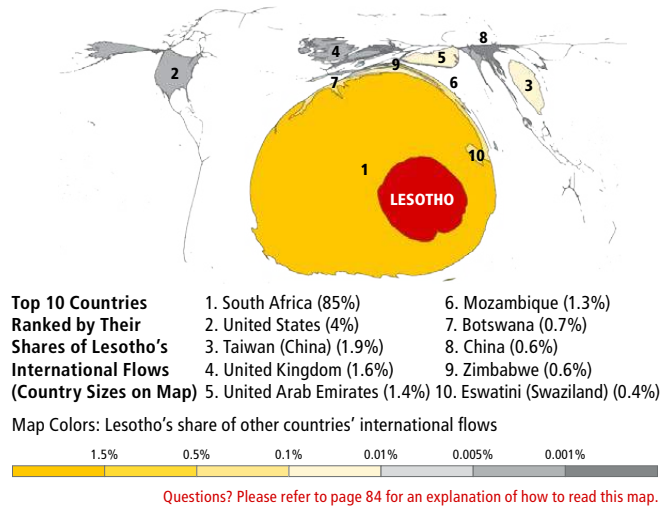 8
4
5
2
9
7
6
3
10
1
LESOTHO
Top 10 Countries
Ranked by Their
Shares of Lesotho's
International Flows
(Country Sizes on Map)
1. South Africa (85%)
2. United States (4%)
3. Taiwan (China) (1.9%)
4. United Kingdom (1.6%)
5. United Arab Emirates (1.4%)
6. Mozambique (1.3%)
7. Botswana (0.7%)
8. China (0.6%)
9. Zimbabwe (0.6%)
10. Eswatini (Swaziland) (0.4%)
Map Colors: Lesotho's share of other countries' international flows
1.5% 0.5% 0.1% 0.01% 0.005% 0.001%
Questions? Please refer to page 84 for an explanation of how to read this map.